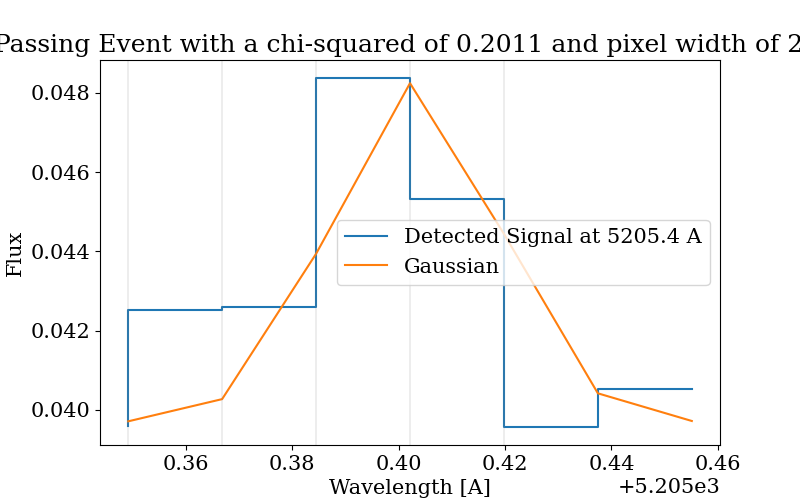 Passing Event with a chi-squared of 0.2011 and pixel width of 2
0.048
0.046
0.044
0.042
0.040
Flux
Detected Signal at 5205.4 A
Gaussian
0.36 0.38 0.40 0.42 0.44 0.46
Wavelength [A]
+5.205e3